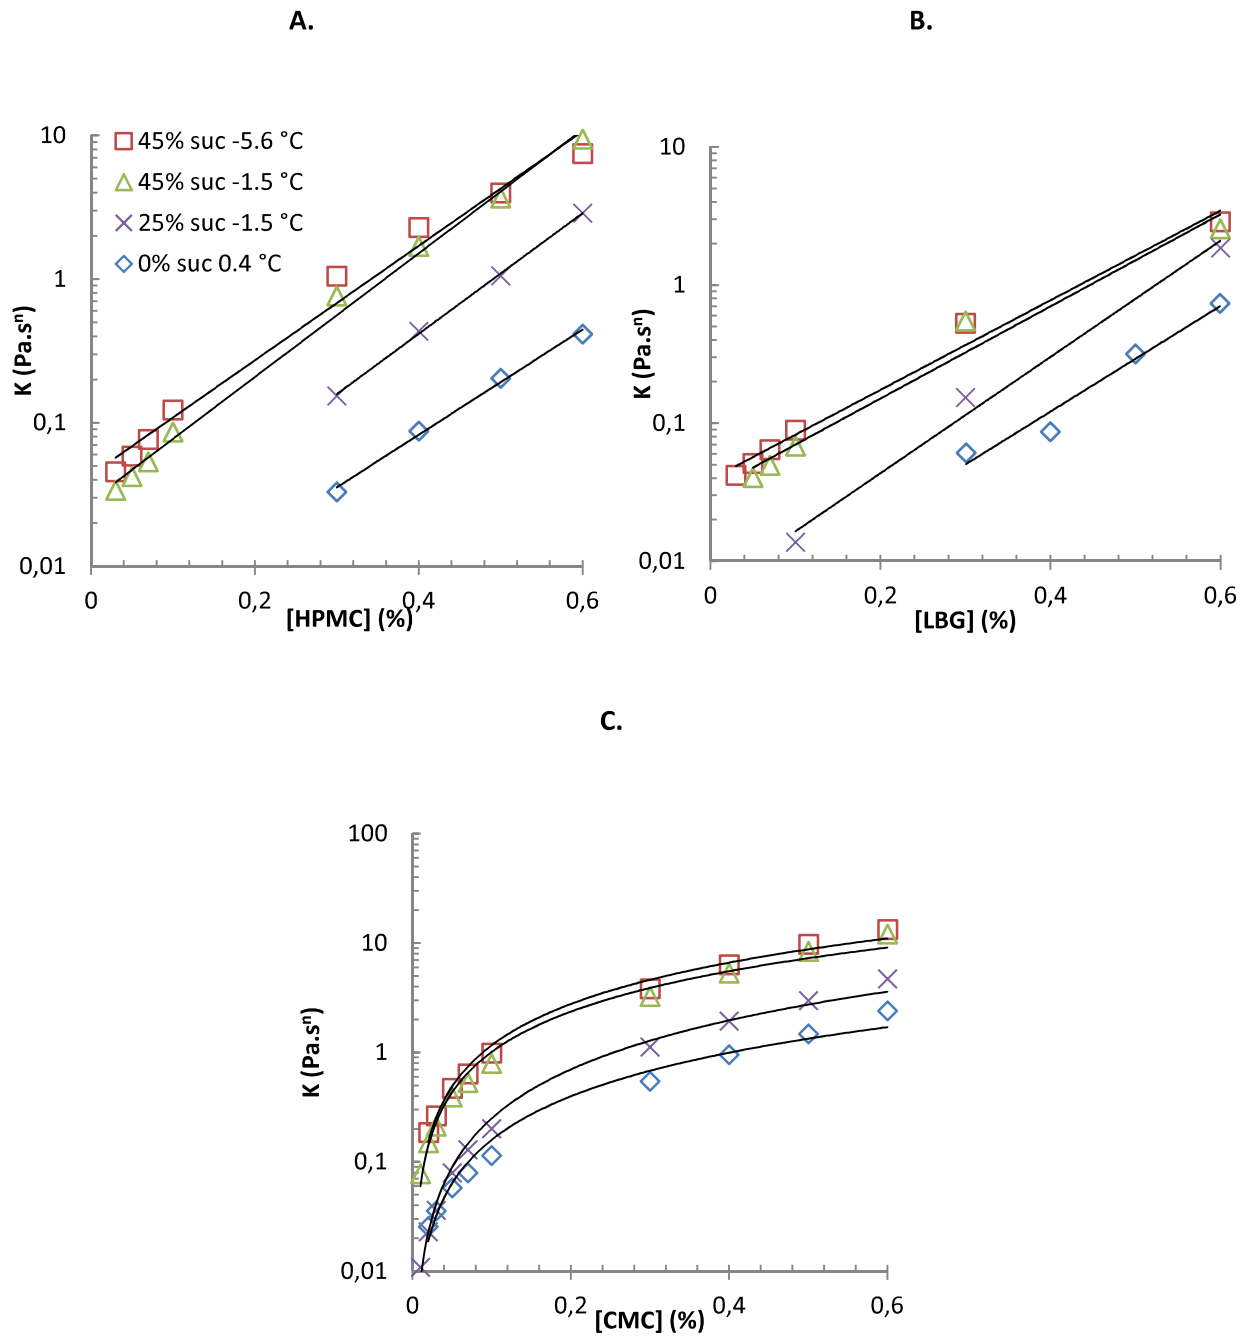 A.
10
1
0,1
0,01
K (Pa.sⁿ)
45% suc -5.6 °C
45% suc -1.5 °C
25% suc -1.5 °C
0% suc 0.4 °C
0
0,2
0,4
0,6
[HPMC] (%)
B.
10
1
0,1
0,01
K (Pa.sⁿ)
0
0,2
0,4
0,6
[LBG] (%)
C.
100
10
1
0,1
0,01
K (Pa.sⁿ)
0
0,2
0,4
0,6
[CMC] (%)